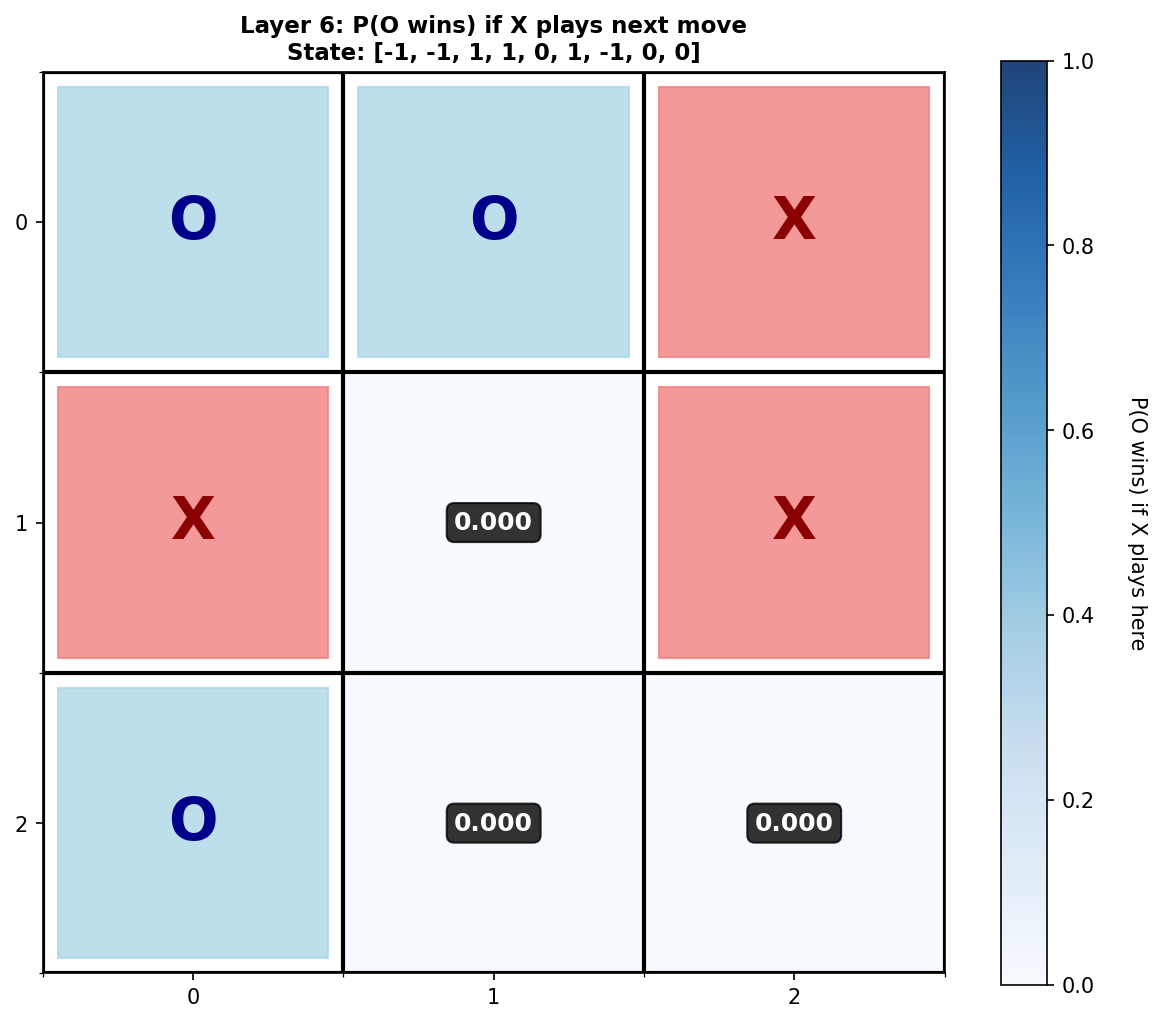 Layer 6: P(O wins) if X plays next move
State: [-1, -1, 1, 1, 0, 1, -1, 0, 0]
0
O
O
X
1
X
0.000
X
2
O
0.000
0.000
0
1
2
1.0
0.8
0.6
0.4
0.2
0.0
P(O wins) if X plays here